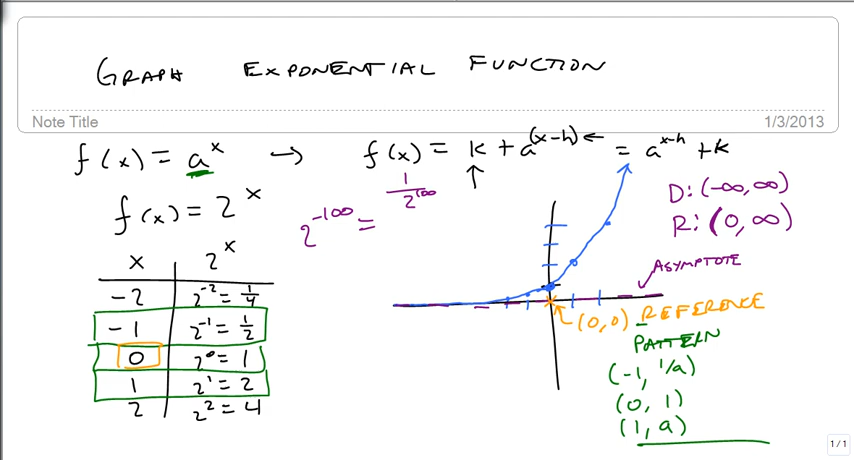 GRAPH EXPONENTIAL FUNCTION
Note Title
1/3/2013
f(x) = a^x → f(x) = k + a^(x-h) ← = a^(x-h) + k
f(x) = 2^x
2^-100 = 1/2^100
D: (-∞, ∞)
R: (0, ∞)
ASYMPTOTE
x 2^x
-2 2^-2 = 1/4
-1 2^-1 = 1/2
0 2^0 = 1
1 2^1 = 2
2 2^2 = 4
(0,0) REFERENCE
PATTERN
(-1, 1/a)
(0, 1)
(1, a)
1/1